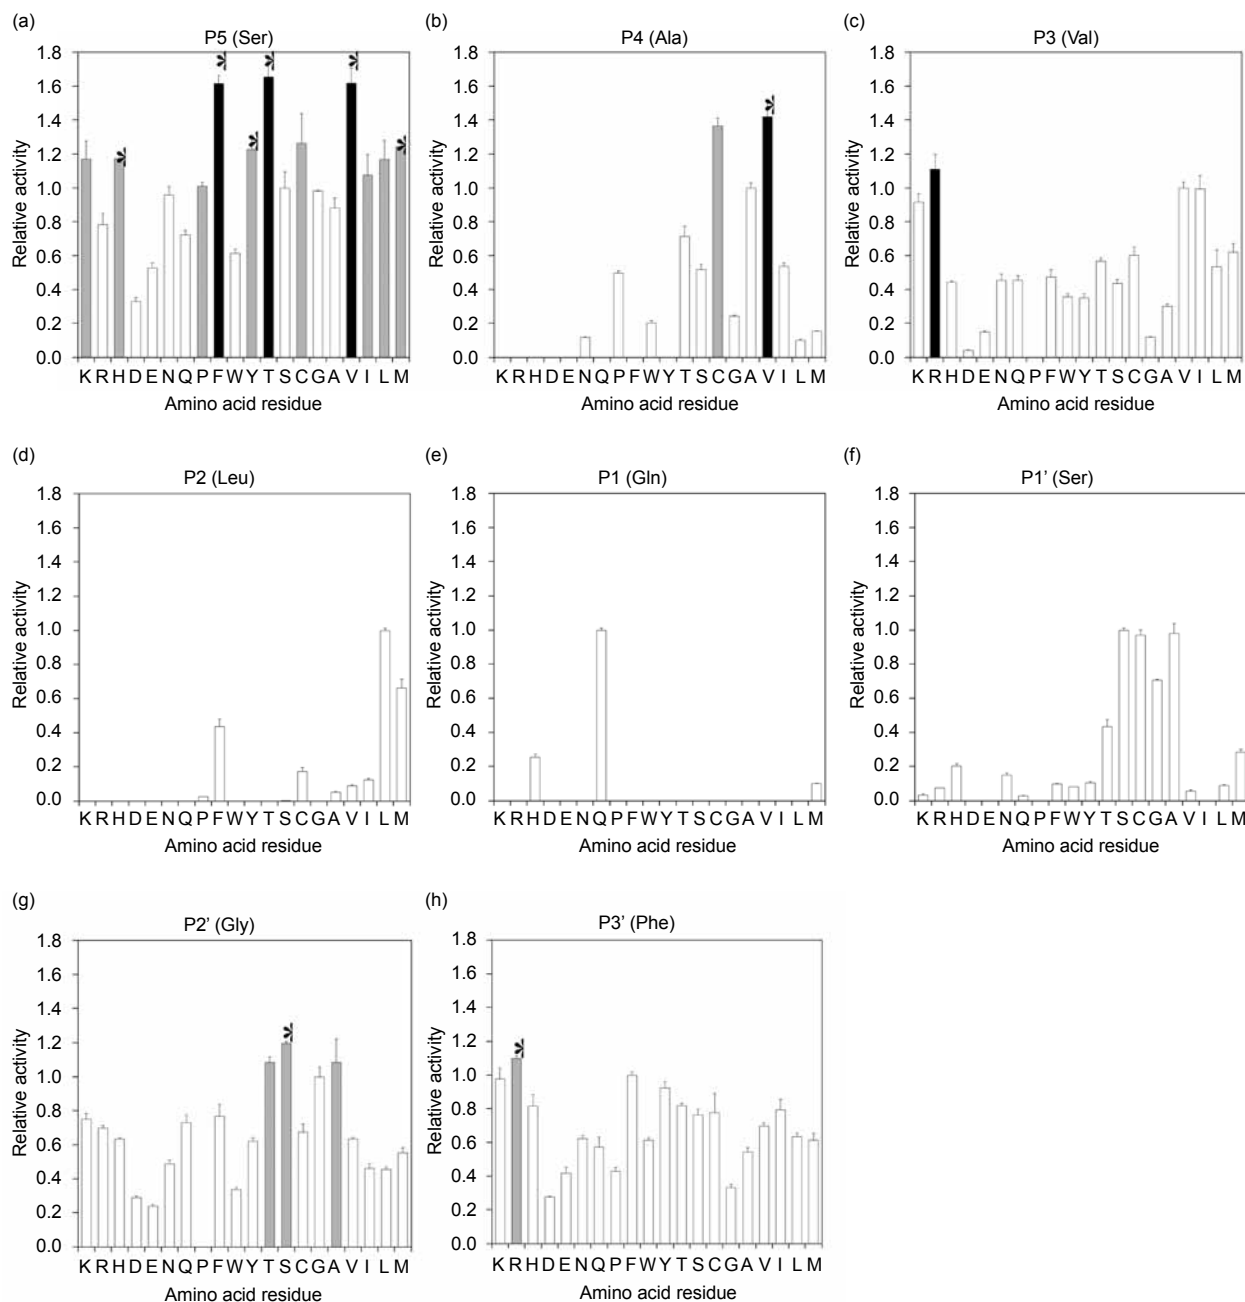 (a)
P5 (Ser)
1.8
1.6
1.4
1.2
1.0
0.8
0.6
0.4
0.2
0.0
Relative activity
K R H D E N Q P F W Y T S C G A V I L M
Amino acid residue
(b)
P4 (Ala)
1.8
1.6
1.4
1.2
1.0
0.8
0.6
0.4
0.2
0.0
Relative activity
K R H D E N Q P F W Y T S C G A V I L M
Amino acid residue
(c)
P3 (Val)
1.8
1.6
1.4
1.2
1.0
0.8
0.6
0.4
0.2
0.0
Relative activity
K R H D E N Q P F W Y T S C G A V I L M
Amino acid residue
(d)
P2 (Leu)
1.8
1.6
1.4
1.2
1.0
0.8
0.6
0.4
0.2
0.0
Relative activity
K R H D E N Q P F W Y T S C G A V I L M
Amino acid residue
(e)
P1 (Gln)
1.8
1.6
1.4
1.2
1.0
0.8
0.6
0.4
0.2
0.0
Relative activity
K R H D E N Q P F W Y T S C G A V I L M
Amino acid residue
(f)
P1’ (Ser)
1.8
1.6
1.4
1.2
1.0
0.8
0.6
0.4
0.2
0.0
Relative activity
K R H D E N Q P F W Y T S C G A V I L M
Amino acid residue
(g)
P2’ (Gly)
1.8
1.6
1.4
1.2
1.0
0.8
0.6
0.4
0.2
0.0
Relative activity
K R H D E N Q P F W Y T S C G A V I L M
Amino acid residue
(h)
P3’ (Phe)
1.8
1.6
1.4
1.2
1.0
0.8
0.6
0.4
0.2
0.0
Relative activity
K R H D E N Q P F W Y T S C G A V I L M
Amino acid residue